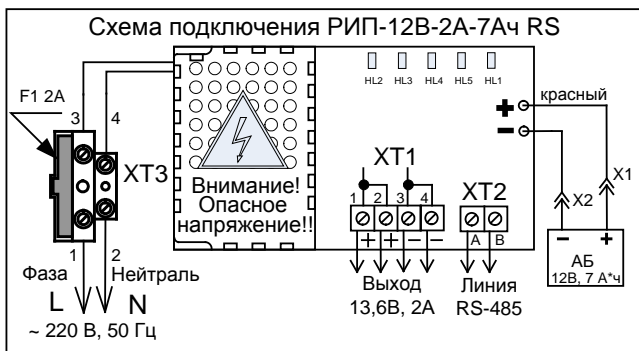 Схема подключения РИП-12В-2А-7Ач RS
F1 2A
3
4
XT3
1
2
Фаза
Нейтраль
L
N
~ 220 В, 50 Гц
Внимание!
Опасное
напряжение!!
HL2 HL3 HL4 HL5 HL1
XT1
1 2 3 4
+ + – –
Выход
13,6В, 2А
XT2
A B
Линия
RS-485
+
–
красный
X2
X1
– +
АБ
12В, 7 А*ч